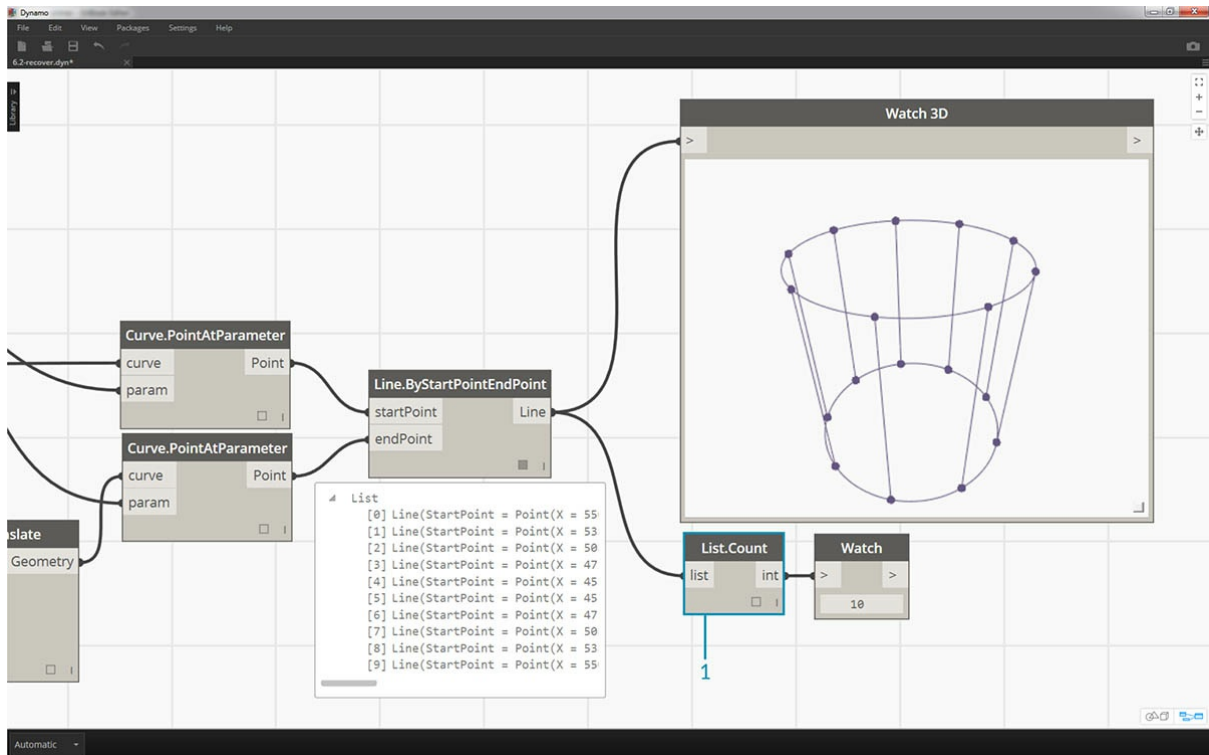 Dynamo
File Edit View Packages Settings Help
6.2-recover.dyn* ×
Library
Watch 3D
> >
Curve.PointAtParameter
curve Point
param
Line.ByStartPointEndPoint
startPoint Line
endPoint
Curve.PointAtParameter
curve Point
param
List
[0] Line(StartPoint = Point(X = 55
[1] Line(StartPoint = Point(X = 53
[2] Line(StartPoint = Point(X = 50
[3] Line(StartPoint = Point(X = 47
[4] Line(StartPoint = Point(X = 45
[5] Line(StartPoint = Point(X = 45
[6] Line(StartPoint = Point(X = 47
[7] Line(StartPoint = Point(X = 50
[8] Line(StartPoint = Point(X = 53
[9] Line(StartPoint = Point(X = 55
nslate
Geometry
List.Count
list int
Watch
> >
10
1
Automatic